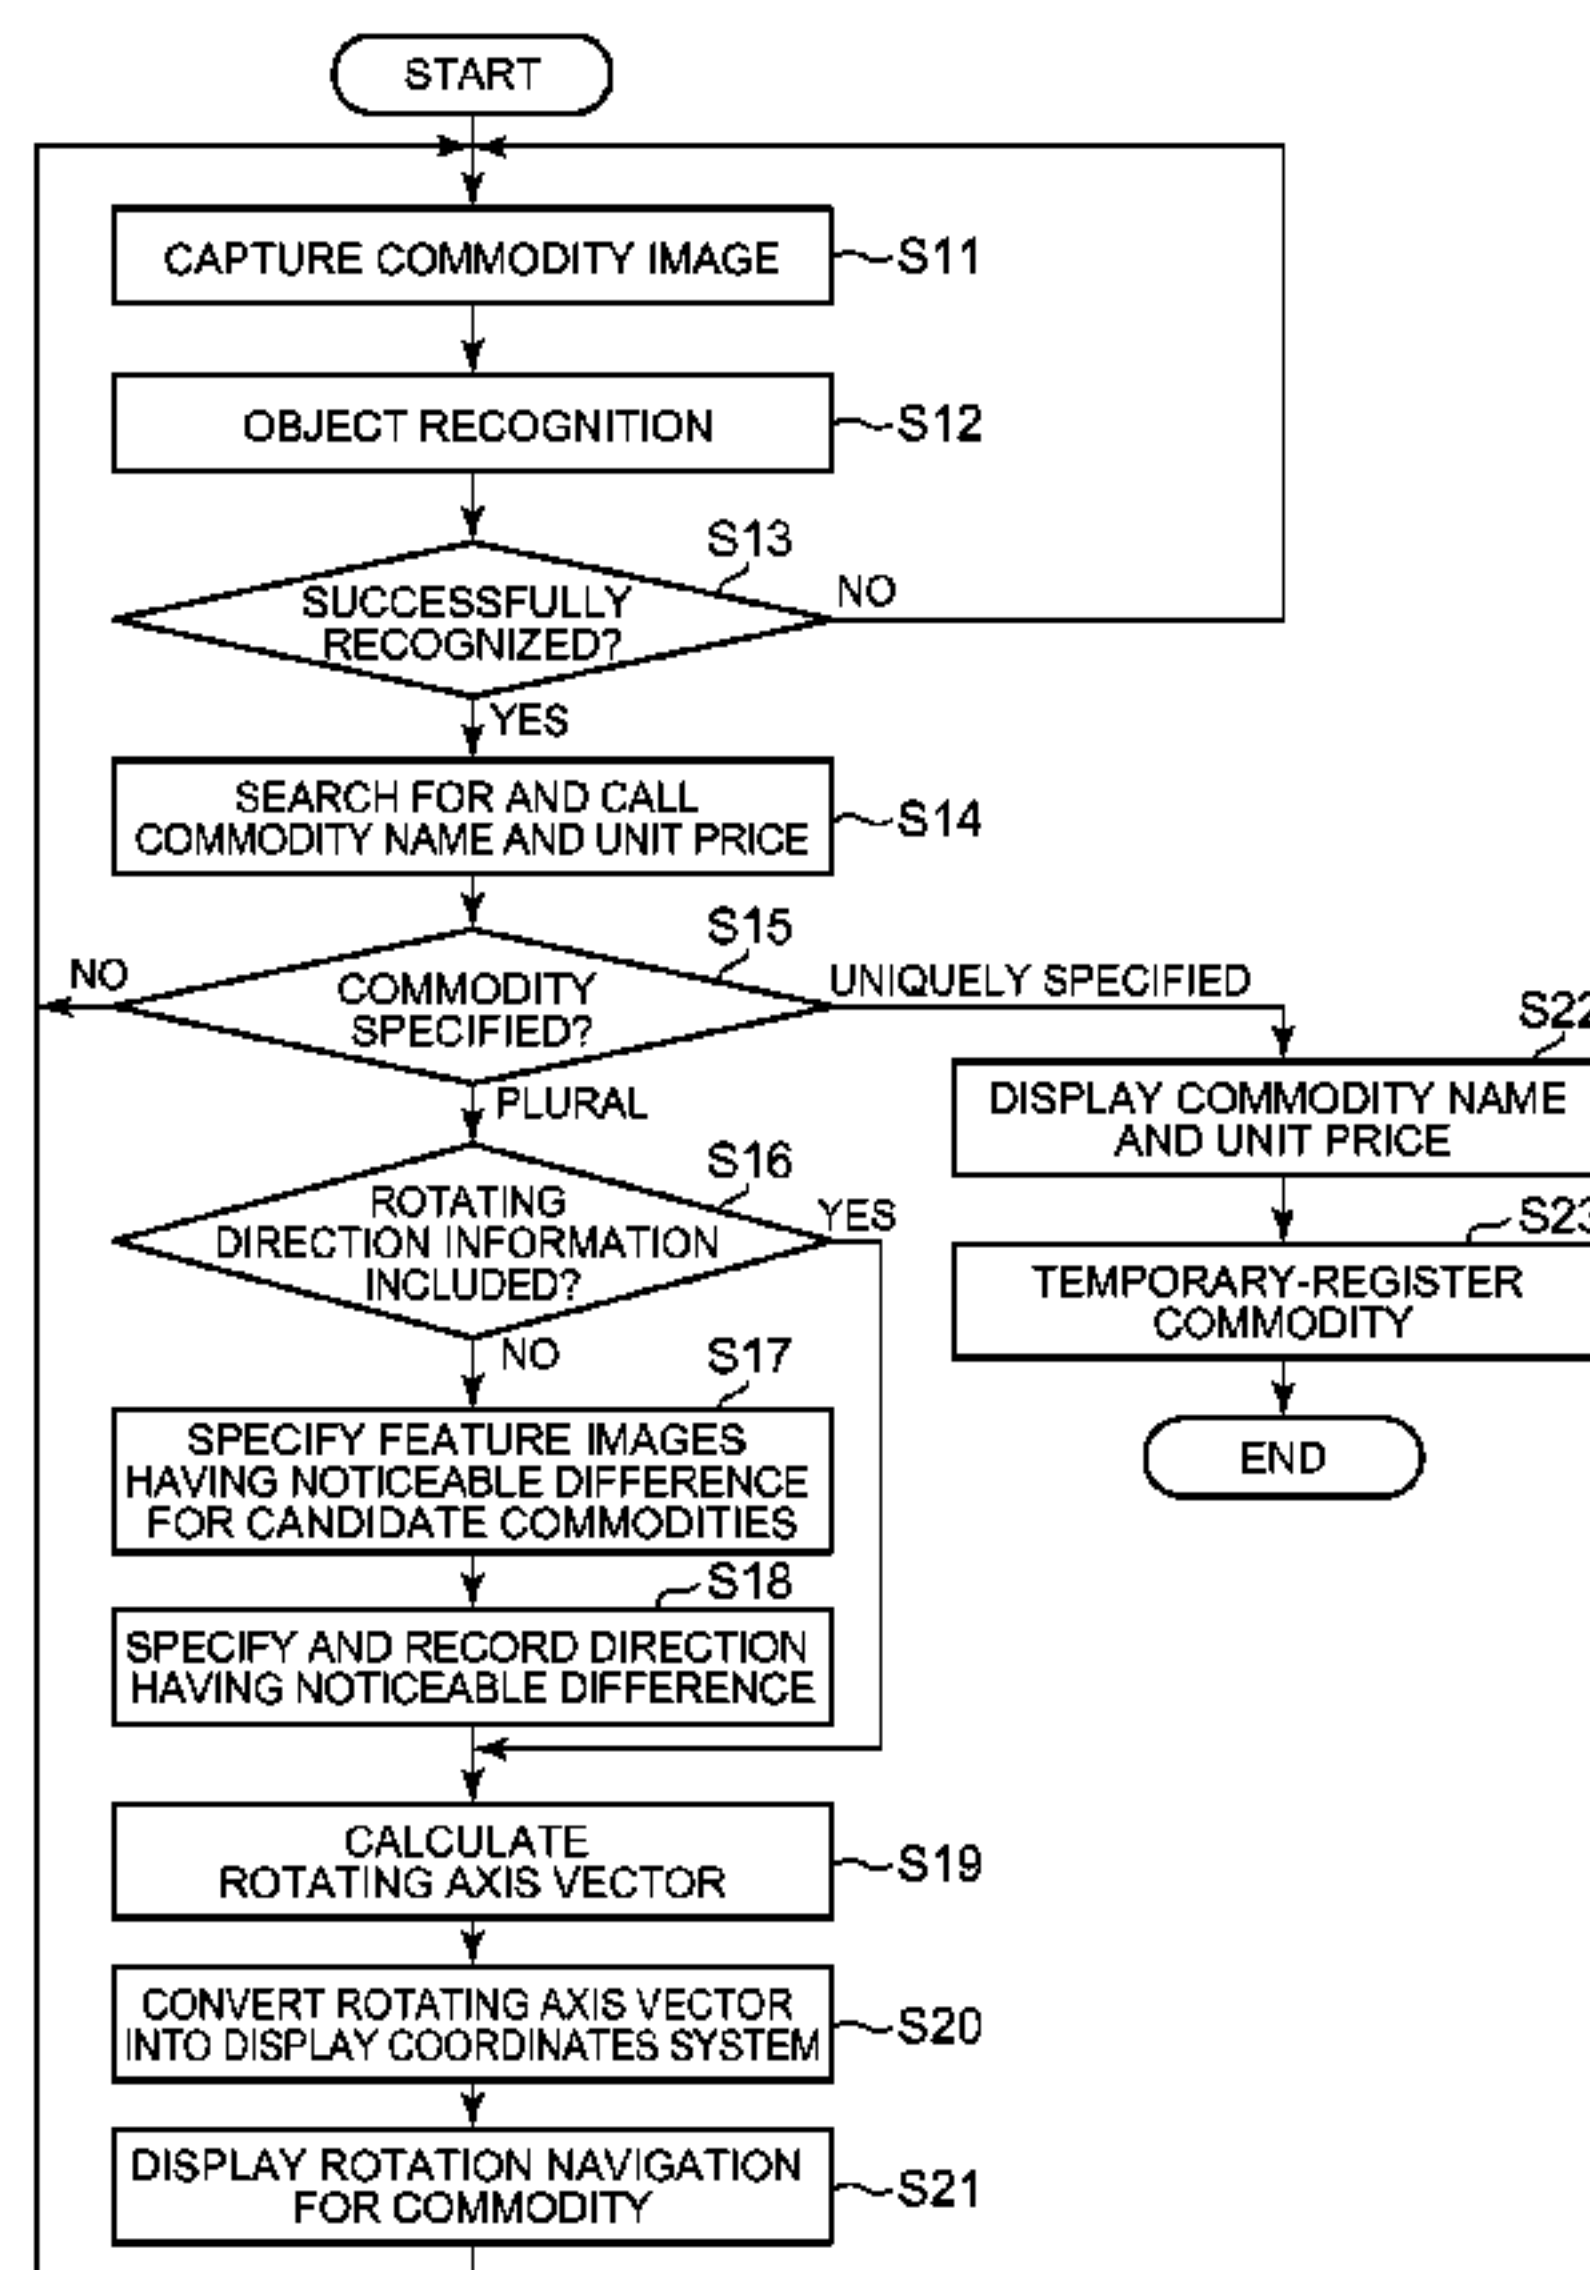 START
CAPTURE COMMODITY IMAGE
S11
OBJECT RECOGNITION
S12
S13
SUCCESSFULLY
RECOGNIZED?
NO
YES
SEARCH FOR AND CALL
COMMODITY NAME AND UNIT PRICE
S14
S15
NO
COMMODITY
SPECIFIED?
UNIQUELY SPECIFIED
PLURAL
S22
DISPLAY COMMODITY NAME
AND UNIT PRICE
S16
ROTATING
DIRECTION INFORMATION
INCLUDED?
YES
NO
S23
TEMPORARY-REGISTER
COMMODITY
END
S17
SPECIFY FEATURE IMAGES
HAVING NOTICEABLE DIFFERENCE
FOR CANDIDATE COMMODITIES
S18
SPECIFY AND RECORD DIRECTION
HAVING NOTICEABLE DIFFERENCE
CALCULATE
ROTATING AXIS VECTOR
S19
CONVERT ROTATING AXIS VECTOR
INTO DISPLAY COORDINATES SYSTEM
S20
DISPLAY ROTATION NAVIGATION
FOR COMMODITY
S21